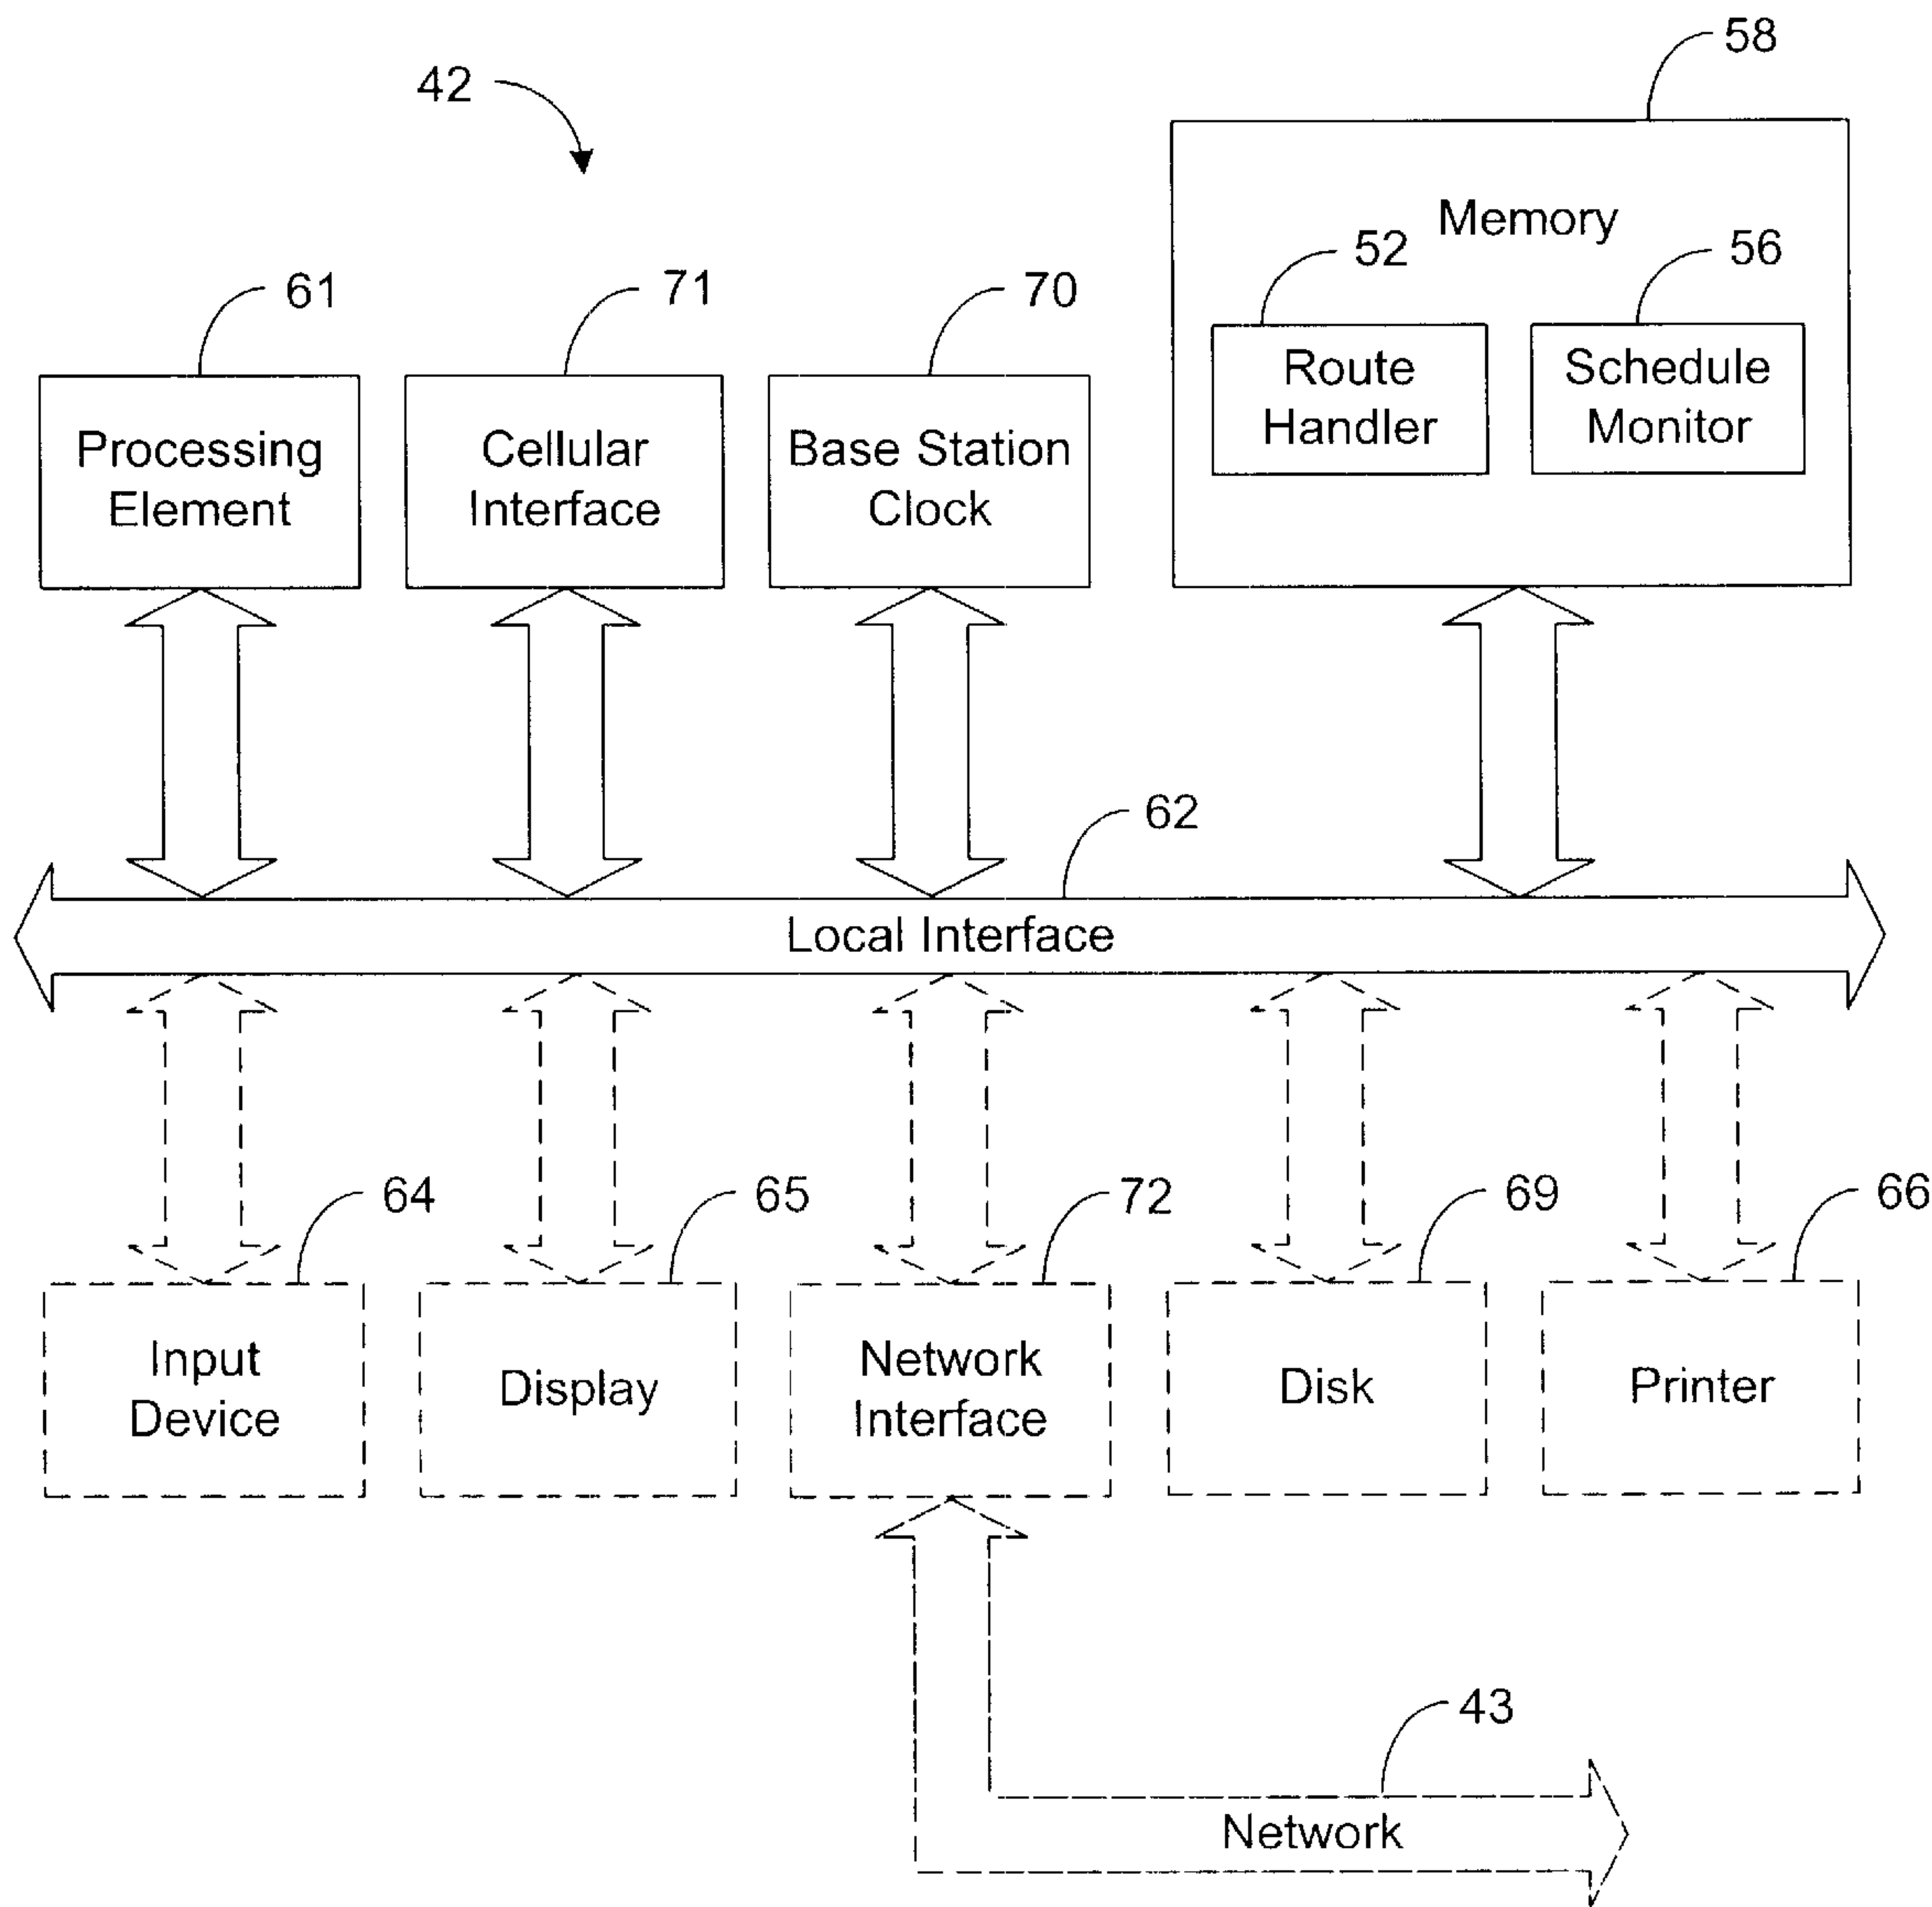 58
42
Memory
52
56
61
71
70
Route
Handler
Schedule
Monitor
Processing
Element
Cellular
Interface
Base Station
Clock
62
Local Interface
64
65
72
69
66
Input
Device
Display
Network
Interface
Disk
Printer
43
Network